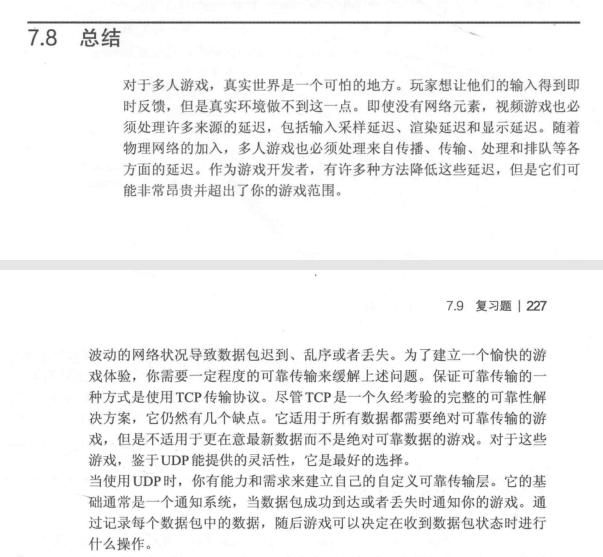 7.8 总结
对于多人游戏，真实世界是一个可怕的地方。玩家想让他们的输入得到即
时反馈，但是真实环境做不到这一点。即使没有网络元素，视频游戏也必
须处理许多来源的延迟，包括输入采样延迟、渲染延迟和显示延迟。随着
物理网络的加入，多人游戏也必须处理来自传播、传输、处理和排队等各
方面的延迟。作为游戏开发者，有许多种方法降低这些延迟，但是它们可
能非常昂贵并超出了你的游戏范围。
7.9 复习题 | 227
波动的网络状况导致数据包迟到、乱序或者丢失。为了建立一个愉快的游
戏体验，你需要一定程度的可靠传输来缓解上述问题。保证可靠传输的一
种方式是使用TCP传输协议。尽管TCP是一个久经考验的完整的可靠性解
决方案，它仍然有几个缺点。它适用于所有数据都需要绝对可靠传输的游
戏，但是不适用于更在意最新数据而不是绝对可靠数据的游戏。对于这些
游戏，鉴于UDP能提供的灵活性，它是最好的选择。
当使用UDP时，你有能力和需求来建立自己的自定义可靠传输层。它的基
础通常是一个通知系统，当数据包成功到达或者丢失时通知你的游戏。通
过记录每个数据包中的数据，随后游戏可以决定在收到数据包状态时进行
什么操作。